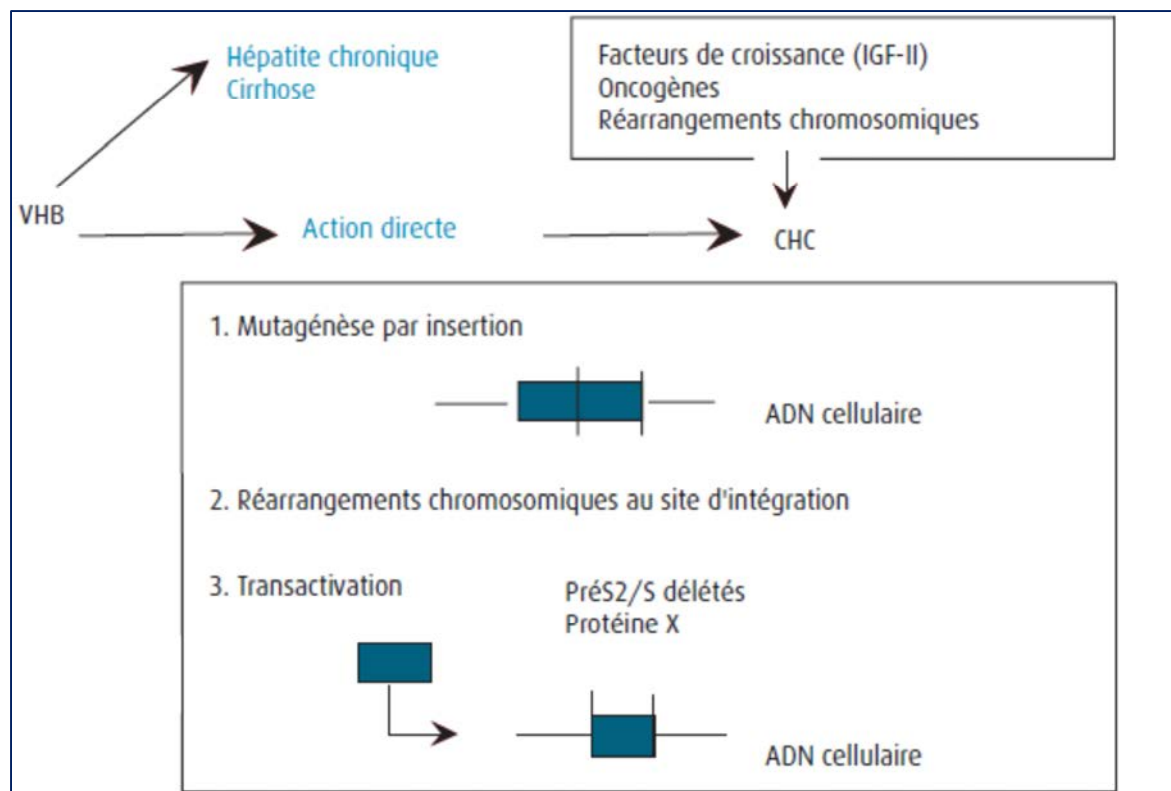 Hépatite chronique
Cirrhose
Facteurs de croissance (IGF-II)
Oncogènes
Réarrangements chromosomiques
VHB
Action directe
CHC
1. Mutagénèse par insertion
ADN cellulaire
2. Réarrangements chromosomiques au site d'intégration
3. Transactivation
PréS2/S délétés
Protéine X
ADN cellulaire